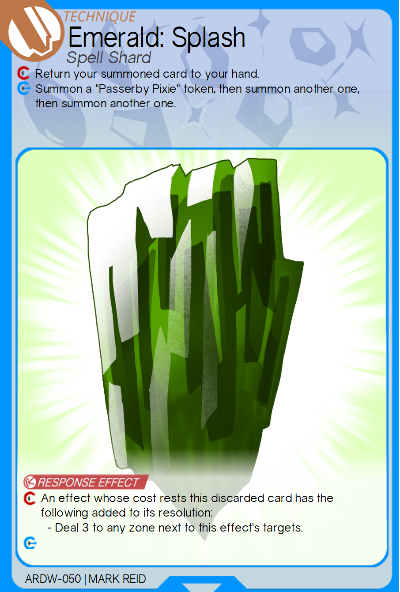 TECHNIQUE
Emerald: Splash
Spell Shard
Return your summoned card to your hand.
Summon a "Passerby Pixie" token, then summon another one,
then summon another one.
RESPONSE EFFECT
An effect whose cost rests this discarded card has the
following added to its resolution:
- Deal 3 to any zone next to this effect's targets.
ARDW-050 | MARK REID